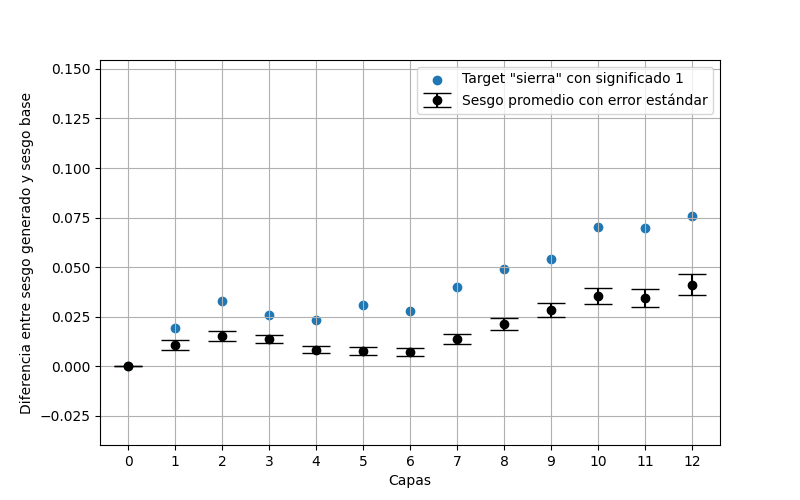 Target "sierra" con significado 1
Sesgo promedio con error estándar
Diferencia entre sesgo generado y sesgo base
0.150
0.125
0.100
0.075
0.050
0.025
0.000
−0.025
0 1 2 3 4 5 6 7 8 9 10 11 12
Capas